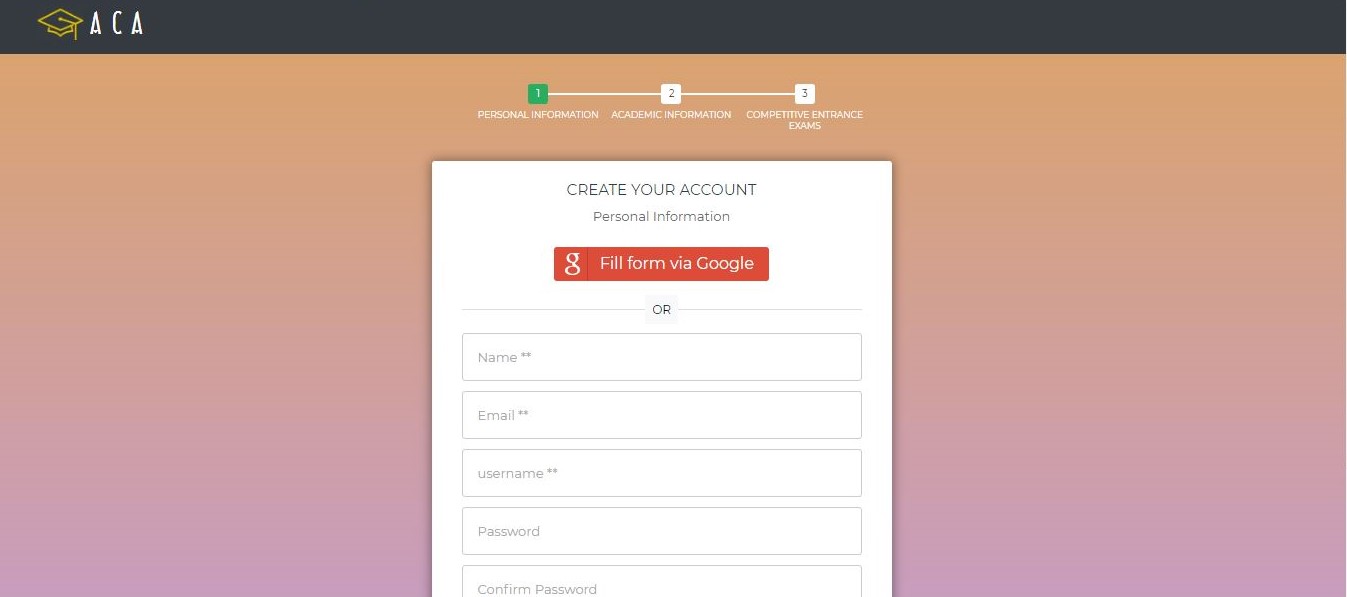 ACA
1
2
3
PERSONAL INFORMATION
ACADEMIC INFORMATION
COMPETITIVE ENTRANCE
EXAMS
CREATE YOUR ACCOUNT
Personal Information
g Fill form via Google
OR
Name **
Email **
username **
Password
Confirm Password